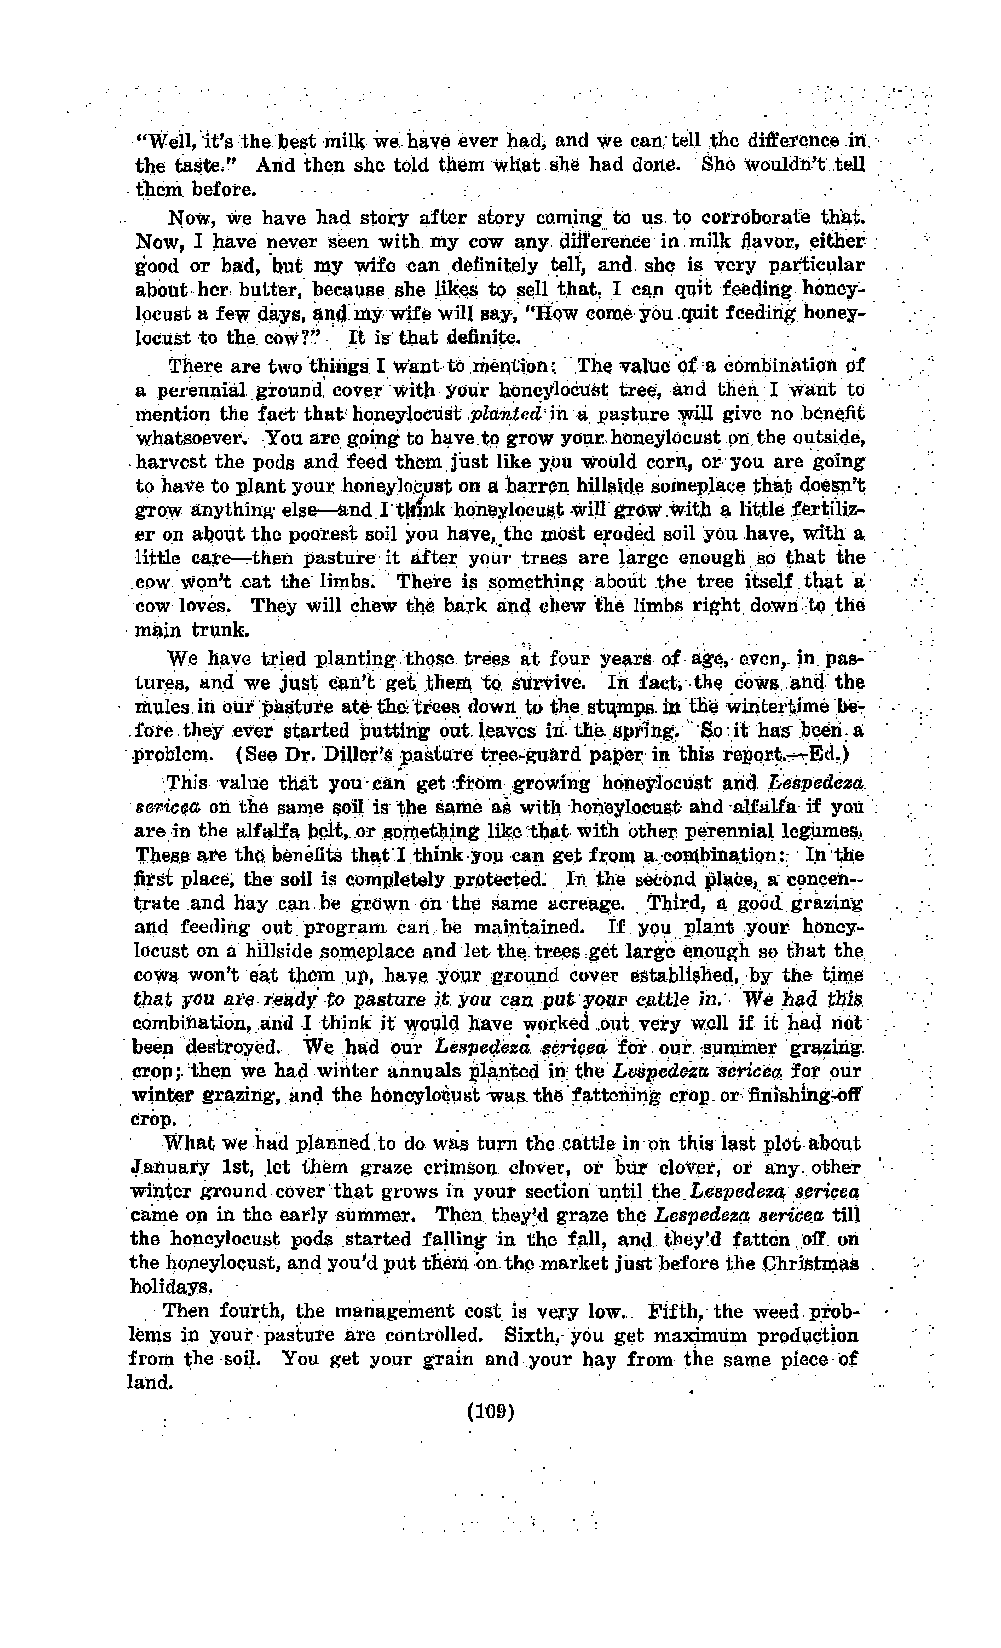 "Well, it's the best milk we have ever had, and we can tell the difference in
the taste." And then she told them what she had done. She wouldn't tell
them before.
Now, we have had story after story coming to us to corroborate that.
Now, I have never seen with my cow any difference in milk flavor, either
good or bad, but my wife can definitely tell, and she is very particular
about her butter, because she likes to sell that. I can quit feeding honey-
locust a few days, and my wife will say, "How come you quit feeding honey-
locust to the cow?" It is that definite.
There are two things I want to mention: The value of a combination of
a perennial ground cover with your honeylocust tree, and then I want to
mention the fact that honeylocust planted in a pasture will give no benefit
whatsoever. You are going to have to grow your honeylocust on the outside,
harvest the pods and feed them just like you would corn, or you are going
to have to plant your honeylocust on a barren hillside someplace that doesn't
grow anything else—and I think honeylocust will grow with a little fertiliz-
er on about the poorest soil you have, the most eroded soil you have, with a
little care—then pasture it after your trees are large enough so that the
cow won't eat the limbs. There is something about the tree itself that a
cow loves. They will chew the bark and chew the limbs right down to the
main trunk.
We have tried planting those trees at four years of age, even, in pas-
tures, and we just can't get them to survive. In fact, the cows and the
mules in our pasture ate the trees down to the stumps in the wintertime be-
fore they ever started putting out leaves in the spring. So it has been a
problem. (See Dr. Diller's pasture tree-guard paper in this report.—Ed.)
This value that you can get from growing honeylocust and Lespedeza
sericea on the same soil is the same as with honeylocust and alfalfa if you
are in the alfalfa belt, or something like that with other perennial legumes.
These are the benefits that I think you can get from a combination: In the
first place, the soil is completely protected. In the second place, a concen-
trate and hay can be grown on the same acreage. Third, a good grazing
and feeding out program can be maintained. If you plant your honey-
locust on a hillside someplace and let the trees get large enough so that the
cows won't eat them up, have your ground cover established, by the time
that you are ready to pasture it you can put your cattle in. We had this
combination, and I think it would have worked out very well if it had not
been destroyed. We had our Lespedeza sericea for our summer grazing
crop; then we had winter annuals planted in the Lespedeza sericea for our
winter grazing, and the honeylocust was the fattening crop or finishing-off
crop.
What we had planned to do was turn the cattle in on this last plot about
January 1st, let them graze crimson clover, or bur clover, or any other
winter ground cover that grows in your section until the Lespedeza sericea
came on in the early summer. Then they'd graze the Lespedeza sericea till
the honeylocust pods started falling in the fall, and they'd fatten off on
the honeylocust, and you'd put them on the market just before the Christmas
holidays.
Then fourth, the management cost is very low. Fifth, the weed prob-
lems in your pasture are controlled. Sixth, you get maximum production
from the soil. You get your grain and your hay from the same piece of
land.
(109)